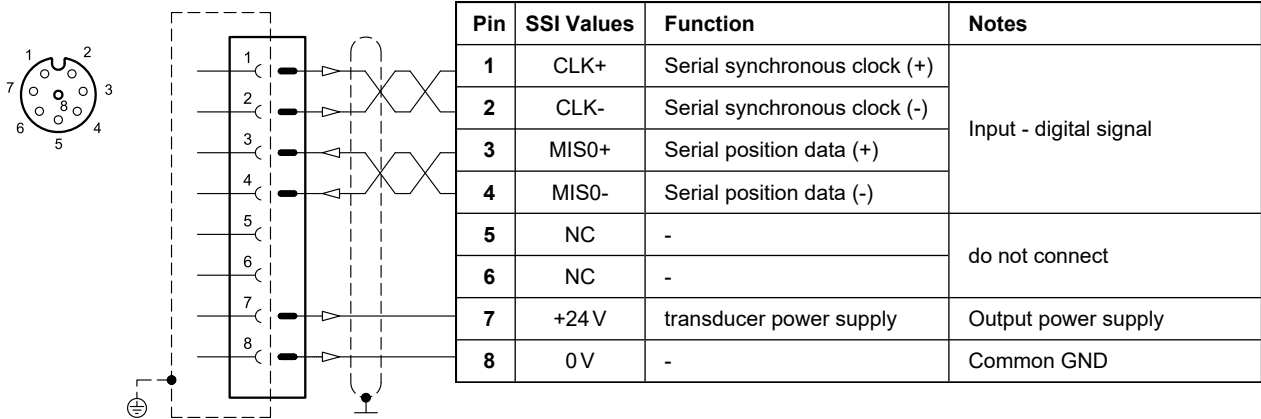 1 2
7 8 3
6 4
5
1
2
3
4
5
6
7
8
Pin SSI Values Function Notes
1 CLK+ Serial synchronous clock (+)
2 CLK- Serial synchronous clock (-)
Input - digital signal
3 MIS0+ Serial position data (+)
4 MIS0- Serial position data (-)
5 NC -
do not connect
6 NC -
7 +24 V transducer power supply Output power supply
8 0 V - Common GND